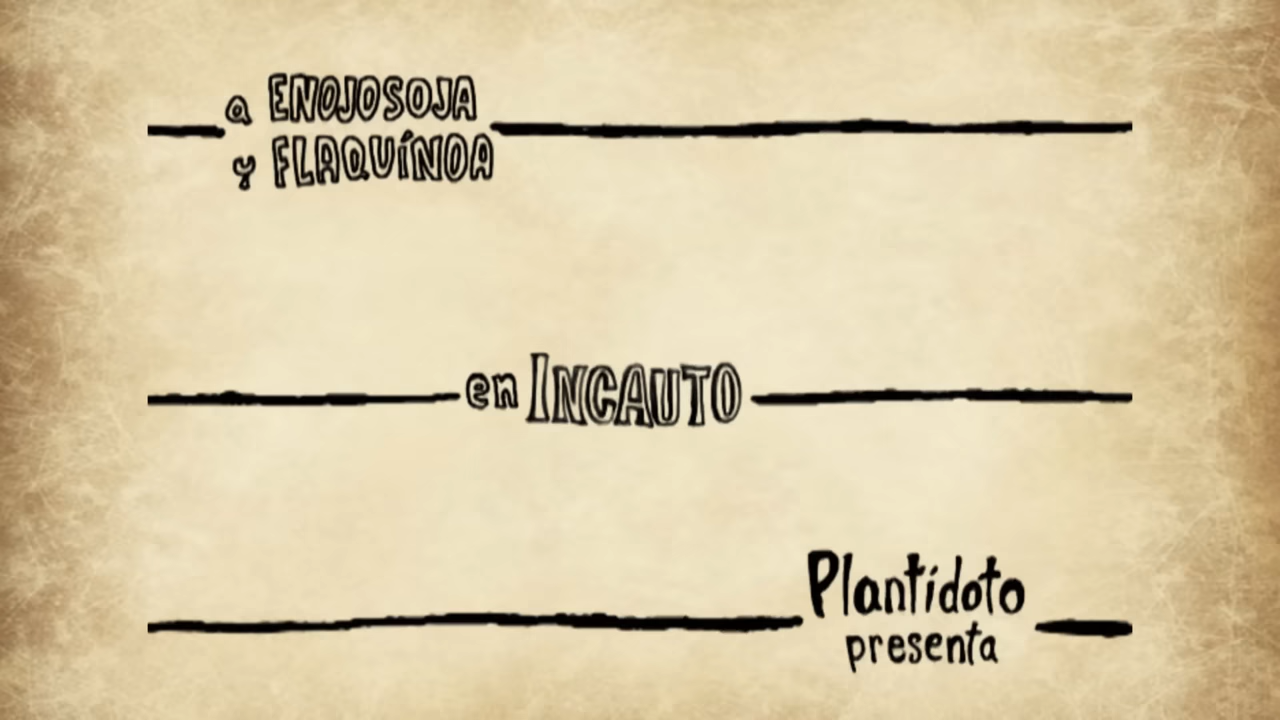 a ENOJOSOJA
y FLAQUÍNOA
en INCAUTO
Plantídoto
presenta